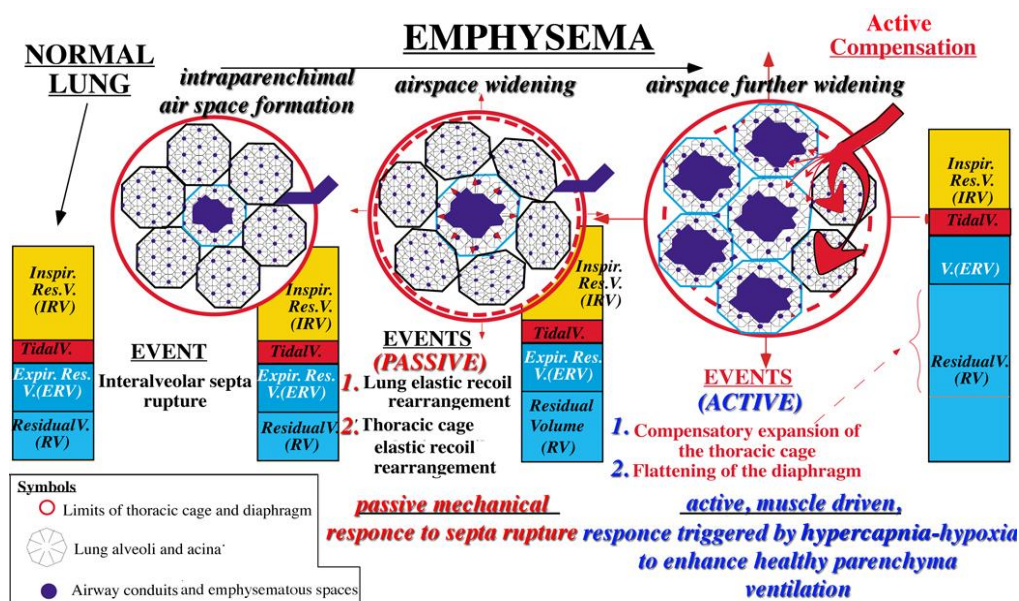 EMPHYSEMA
NORMAL
LUNG
intraparenchimal
air space formation
airspace widening
airspace further widening
Active
Compensation
Inspir.
Res.V.
(IRV)
TidalV.
Expir. Res.
V.(ERV)
ResidualV.
(RV)
EVENT
Interalveolar septa
rupture
Inspir.
Res.V.
(IRV)
TidalV.
Expir. Res.
V.(ERV)
ResidualV.
(RV)
EVENTS
(PASSIVE)
1. Lung elastic recoil
rearrangement
2. Thoracic cage
elastic recoil
rearrangement
Inspir.
Res.V.
(IRV)
TidalV.
Expir. Res.
V.(ERV)
Residual
Volume
(RV)
EVENTS
(ACTIVE)
1. Compensatory expansion of
the thoracic cage
2. Flattening of the diaphragm
Inspir.
Res.V.
(IRV)
TidalV.
V.(ERV)
ResidualV.
(RV)
passive mechanical
responce to septa rupture
active, muscle driven,
responce triggered by hypercapnia-hypoxia
to enhance healthy parenchyma
ventilation
Symbols
Limits of thoracic cage and diaphragm
Lung alveoli and acina
Airway conduits and emphysematous spaces